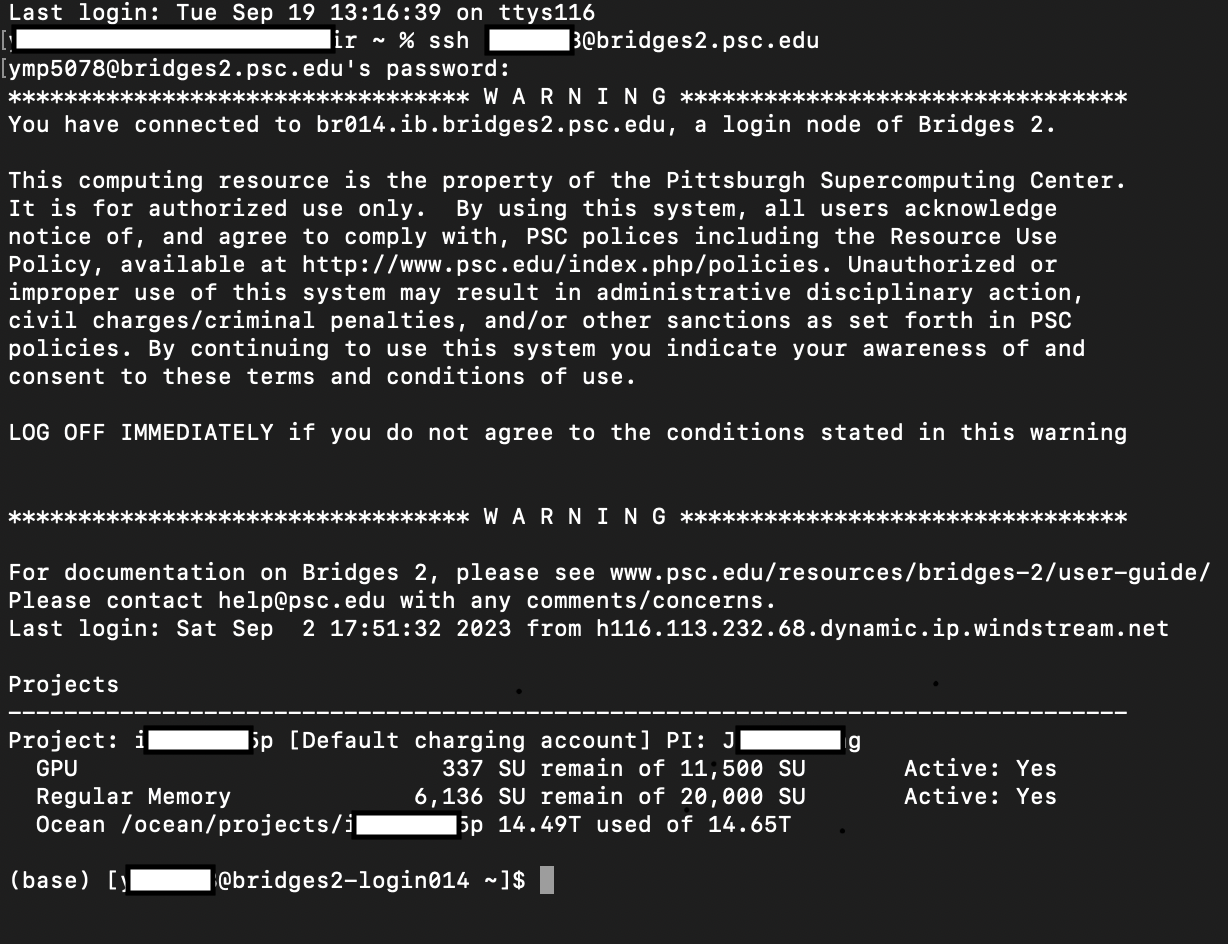 Last login: Tue Sep 19 13:16:39 on ttys116
ir ~ % ssh @bridges2.psc.edu
[ymp5078@bridges2.psc.edu's password:
********************************* W A R N I N G ********************************
You have connected to br014.ib.bridges2.psc.edu, a login node of Bridges 2.
This computing resource is the property of the Pittsburgh Supercomputing Center.
It is for authorized use only.  By using this system, all users acknowledge
notice of, and agree to comply with, PSC polices including the Resource Use
Policy, available at http://www.psc.edu/index.php/policies. Unauthorized or
improper use of this system may result in administrative disciplinary action,
civil charges/criminal penalties, and/or other sanctions as set forth in PSC
policies. By continuing to use this system you indicate your awareness of and
consent to these terms and conditions of use.
LOG OFF IMMEDIATELY if you do not agree to the conditions stated in this warning
********************************* W A R N I N G ********************************
For documentation on Bridges 2, please see www.psc.edu/resources/bridges-2/user-guide/
Please contact help@psc.edu with any comments/concerns.
Last login: Sat Sep  2 17:51:32 2023 from h116.113.232.68.dynamic.ip.windstream.net
Projects
--------------------------------------------------------------------------------
Project: i p [Default charging account] PI: J g
GPU 337 SU remain of 11,500 SU Active: Yes
Regular Memory 6,136 SU remain of 20,000 SU Active: Yes
Ocean /ocean/projects/i 5p 14.49T used of 14.65T
(base) [y @bridges2-login014 ~]$